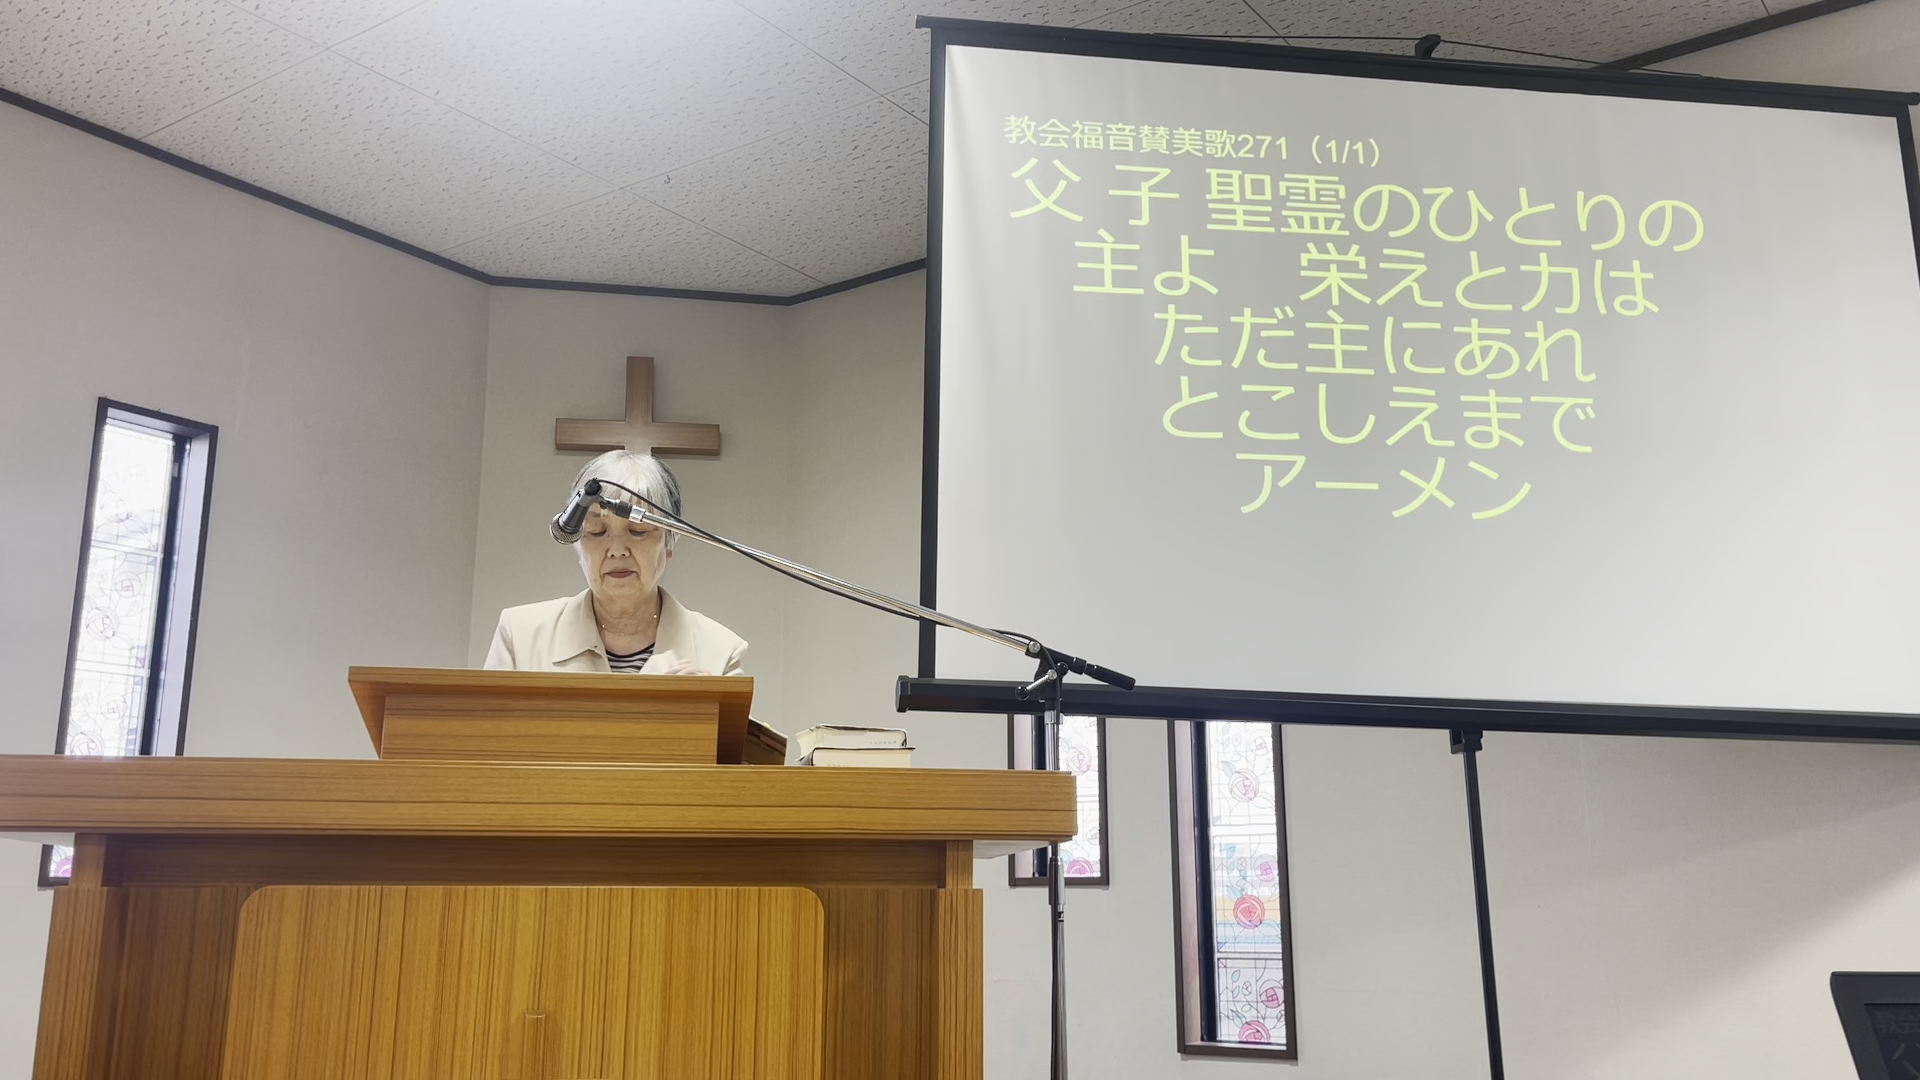 教会福音賛美歌271（1/1）
父 子 聖霊のひとりの
主よ　栄えと力は
ただ主にあれ
とこしえまで
アーメン